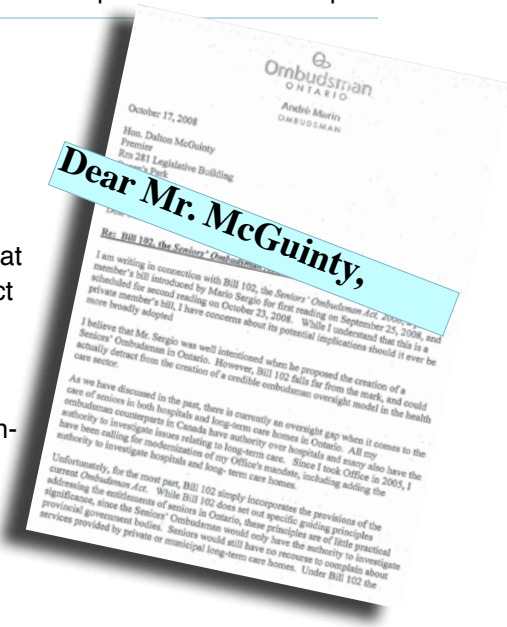 Ombudsman
ONTARIO
André Marin
OMBUDSMAN
October 17, 2008
Hon. Dalton McGuinty
Premier
Rm 281 Legislative Building
Dear Mr. McGuinty,
Re: Bill 102, the Seniors' Ombudsman
I am writing in connection with Bill 102, the Seniors' Ombudsman Act,
member's bill introduced by Mario Sergio for first reading on September 25, 2008, and
scheduled for second reading on October 23, 2008. While I understand that this is a
private member's bill, I have concerns about its potential implications should it ever be
more broadly adopted
I believe that Mr. Sergio was well intentioned when he proposed the creation of a
Seniors' Ombudsman in Ontario. However, Bill 102 falls far from the mark, and could
actually detract from the creation of a credible ombudsman oversight model in the health
care sector.
As we have discussed in the past, there is currently an oversight gap when it comes to the
care of seniors in both hospitals and long-term care homes in Ontario. All my
ombudsman counterparts in Canada have authority over hospitals and many also have the
authority to investigate issues relating to long-term care. Since I took Office in 2005, I
have been calling for modernization of my Office's mandate, including adding the
authority to investigate hospitals and long- term care homes.
Unfortunately, for the most part, Bill 102 simply incorporates the provisions of the
current Ombudsman Act. While Bill 102 does set out specific guiding principles
addressing the entitlements of seniors in Ontario, these principles are of little practical
significance, since the Seniors' Ombudsman would only have the authority to investigate
provincial government bodies. Seniors would still have no recourse to complain about
services provided by private or municipal long-term care homes. Under Bill 102 the
at
ct
n-